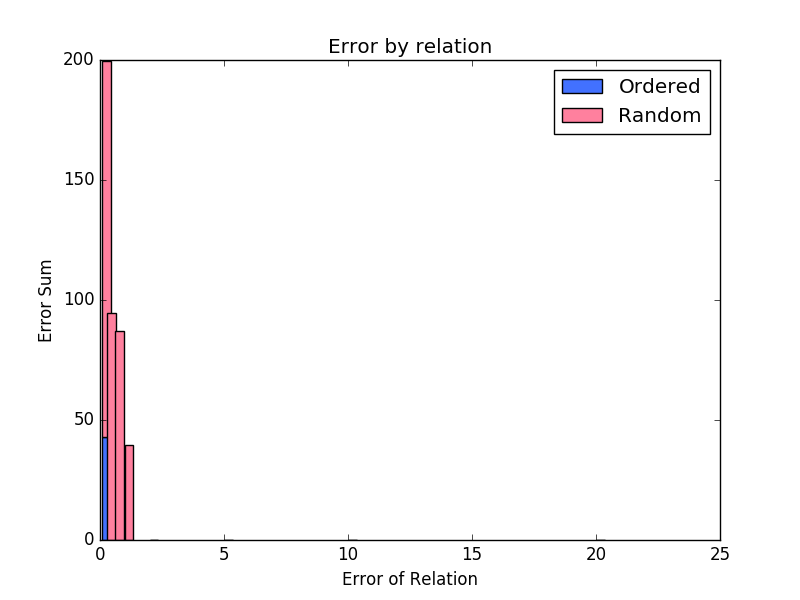 Error by relation
Ordered
Random
200
150
100
50
0
Error Sum
0 5 10 15 20 25
Error of Relation